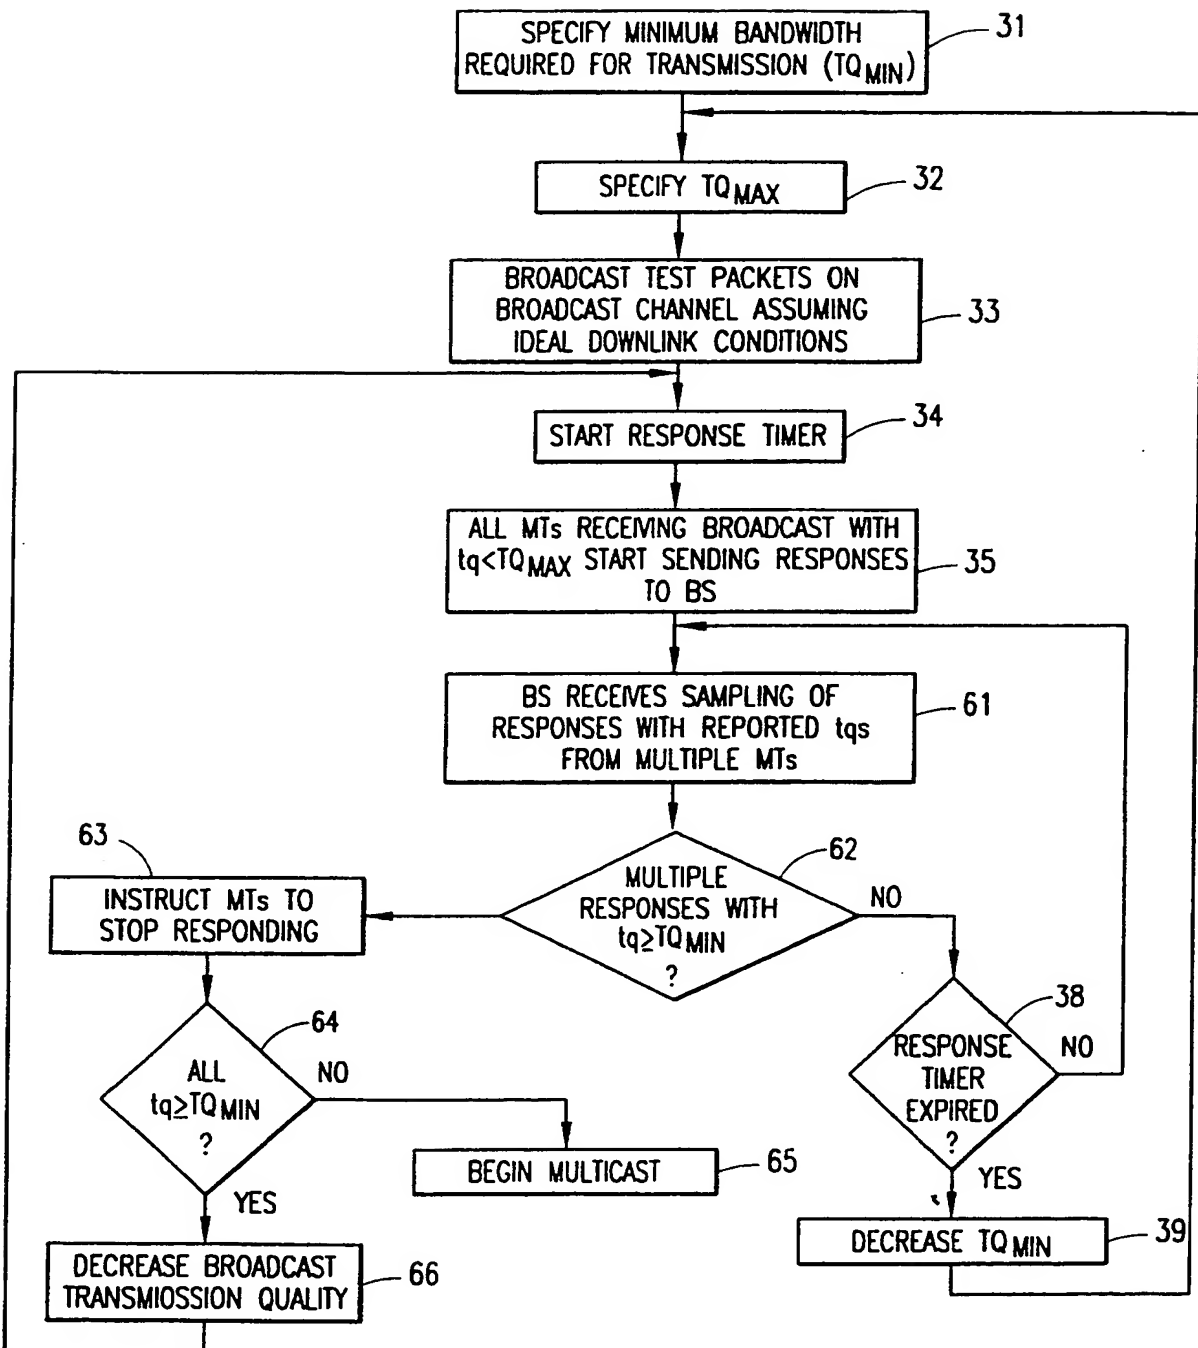 SPECIFY MINIMUM BANDWIDTH
REQUIRED FOR TRANSMISSION (TQMIN)
31
SPECIFY TQMAX
32
BROADCAST TEST PACKETS ON
BROADCAST CHANNEL ASSUMING
IDEAL DOWNLINK CONDITIONS
33
START RESPONSE TIMER
34
ALL MTs RECEIVING BROADCAST WITH
tq<TQMAX START SENDING RESPONSES
TO BS
35
BS RECEIVES SAMPLING OF
RESPONSES WITH REPORTED tqs
FROM MULTIPLE MTs
61
MULTIPLE
RESPONSES WITH
tq≥TQMIN
?
62
NO
63
INSTRUCT MTs TO
STOP RESPONDING
RESPONSE
TIMER
EXPIRED
?
38
NO
YES
ALL
tq≥TQMIN
?
64
NO
YES
BEGIN MULTICAST
65
DECREASE TQMIN
39
DECREASE BROADCAST
TRANSMIOSSION QUALITY
66